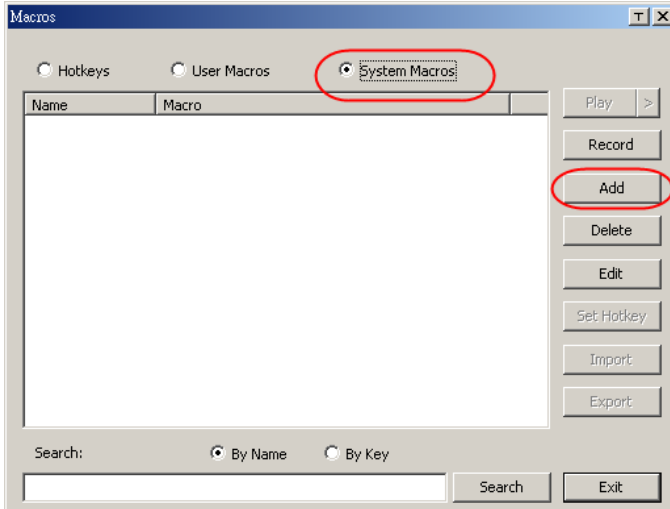 Macros
Hotkeys User Macros System Macros
Name Macro
Play >
Record
Add
Delete
Edit
Set Hotkey
Import
Export
Search: By Name By Key
Search Exit